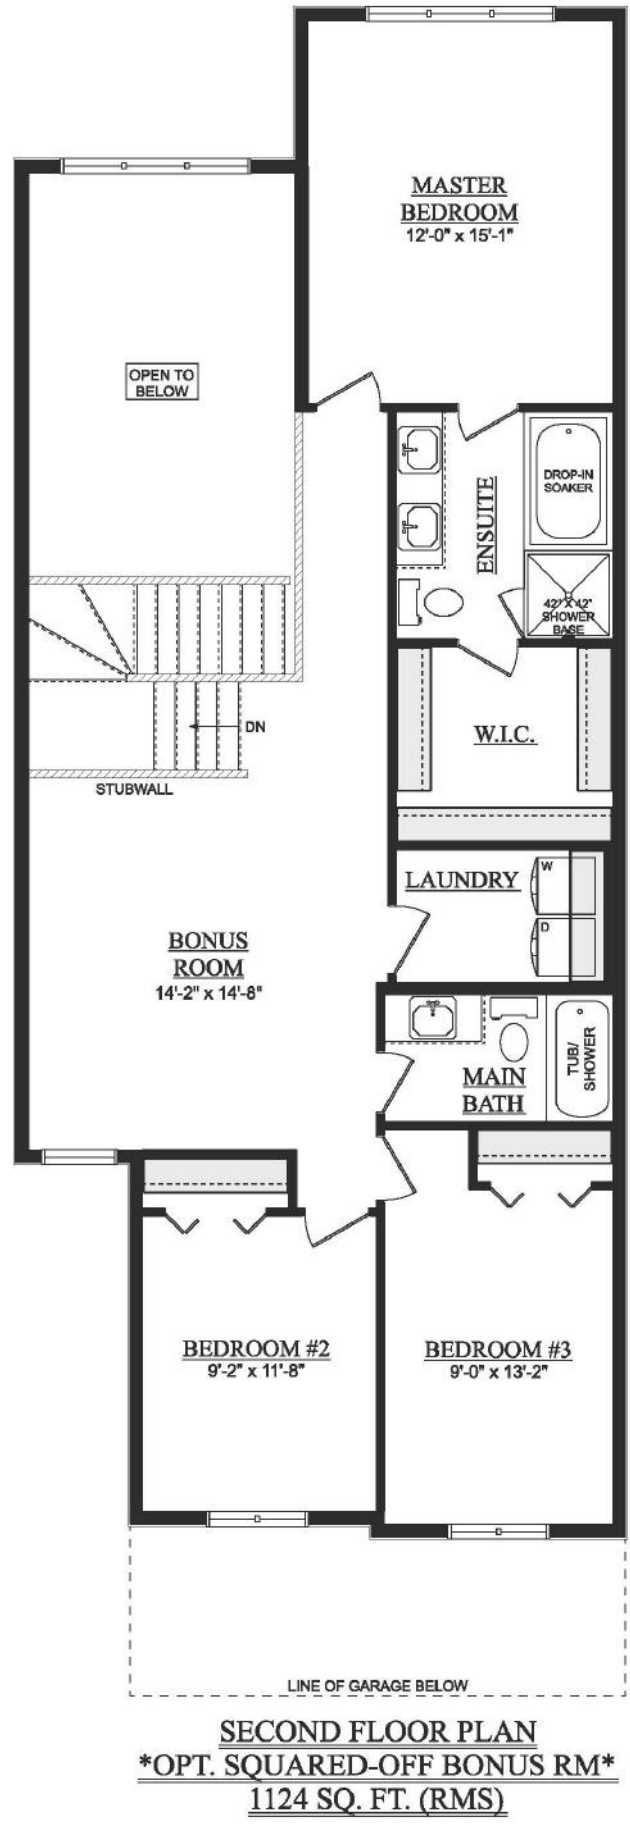 MASTER
BEDROOM
12'-0" x 15'-1"
OPEN TO
BELOW
ENSUITE
DROP-IN
SOAKER
42" x 42"
SHOWER
BASE
W.I.C.
DN
STUBWALL
LAUNDRY
W
D
BONUS
ROOM
14'-2" x 14'-8"
MAIN
BATH
TUB/
SHOWER
BEDROOM #2
9'-2" x 11'-8"
BEDROOM #3
9'-0" x 13'-2"
LINE OF GARAGE BELOW
SECOND FLOOR PLAN
*OPT. SQUARED-OFF BONUS RM*
1124 SQ. FT. (RMS)